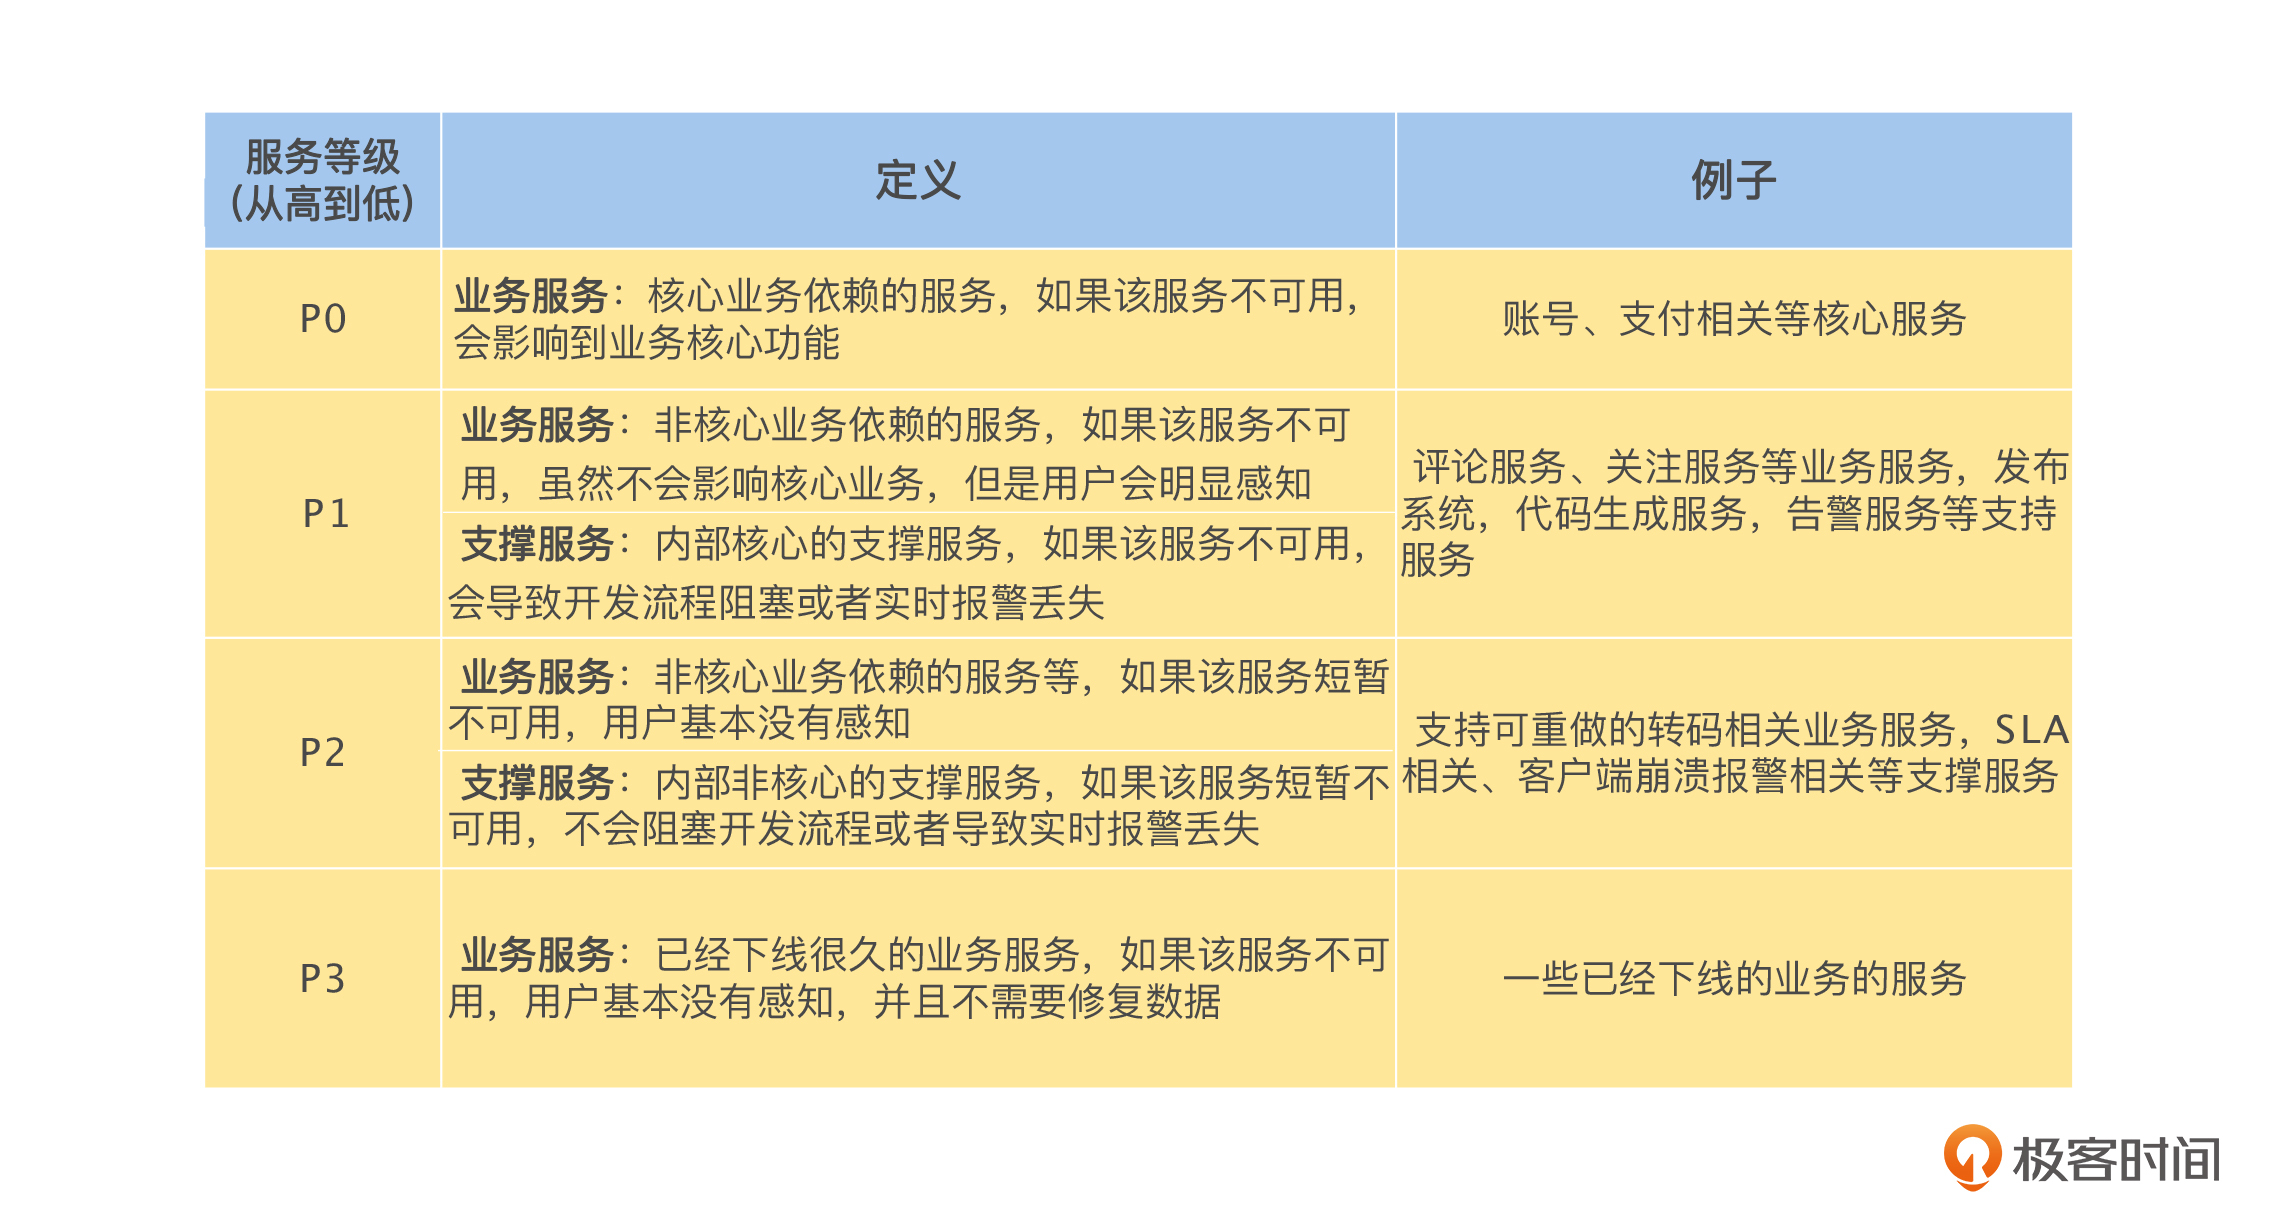 服务等级
(从高到低)
定义
例子
P0
业务服务：核心业务依赖的服务，如果该服务不可用，
会影响到业务核心功能
账号、支付相关等核心服务
P1
业务服务：非核心业务依赖的服务，如果该服务不可
用，虽然不会影响核心业务，但是用户会明显感知
支撑服务：内部核心的支撑服务，如果该服务不可用，
会导致开发流程阻塞或者实时报警丢失
评论服务、关注服务等业务服务，发布
系统，代码生成服务，告警服务等支持
服务
P2
业务服务：非核心业务依赖的服务等，如果该服务短暂
不可用，用户基本没有感知
支撑服务：内部非核心的支撑服务，如果该服务短暂不
可用，不会阻塞开发流程或者导致实时报警丢失
支持可重做的转码相关业务服务，SLA
相关、客户端崩溃报警相关等支撑服务
P3
业务服务：已经下线很久的业务服务，如果该服务不可
用，用户基本没有感知，并且不需要修复数据
一些已经下线的业务的服务
极客时间